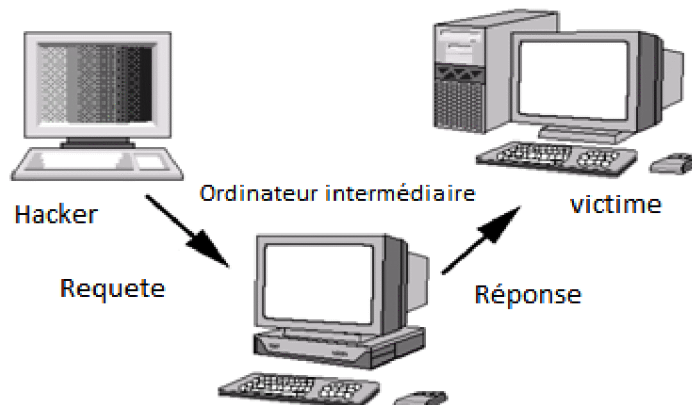 Ordinateur intermédiaire
Hacker
victime
Requete
Réponse